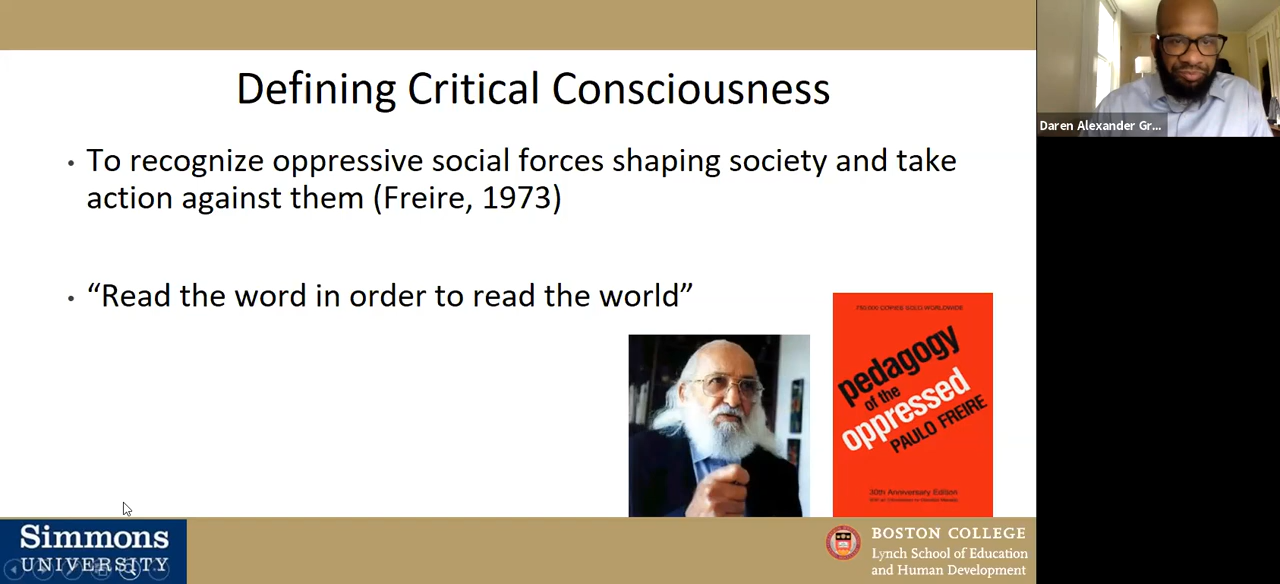 Defining Critical Consciousness
• To recognize oppressive social forces shaping society and take
action against them (Freire, 1973)
• “Read the word in order to read the world”
750,000 COPIES SOLD WORLDWIDE
pedagogy
of the
oppressed
PAULO FREIRE
30th Anniversary Edition
Simmons
UNIVERSITY
BOSTON COLLEGE
Lynch School of Education
and Human Development
Daren Alexander Gr...